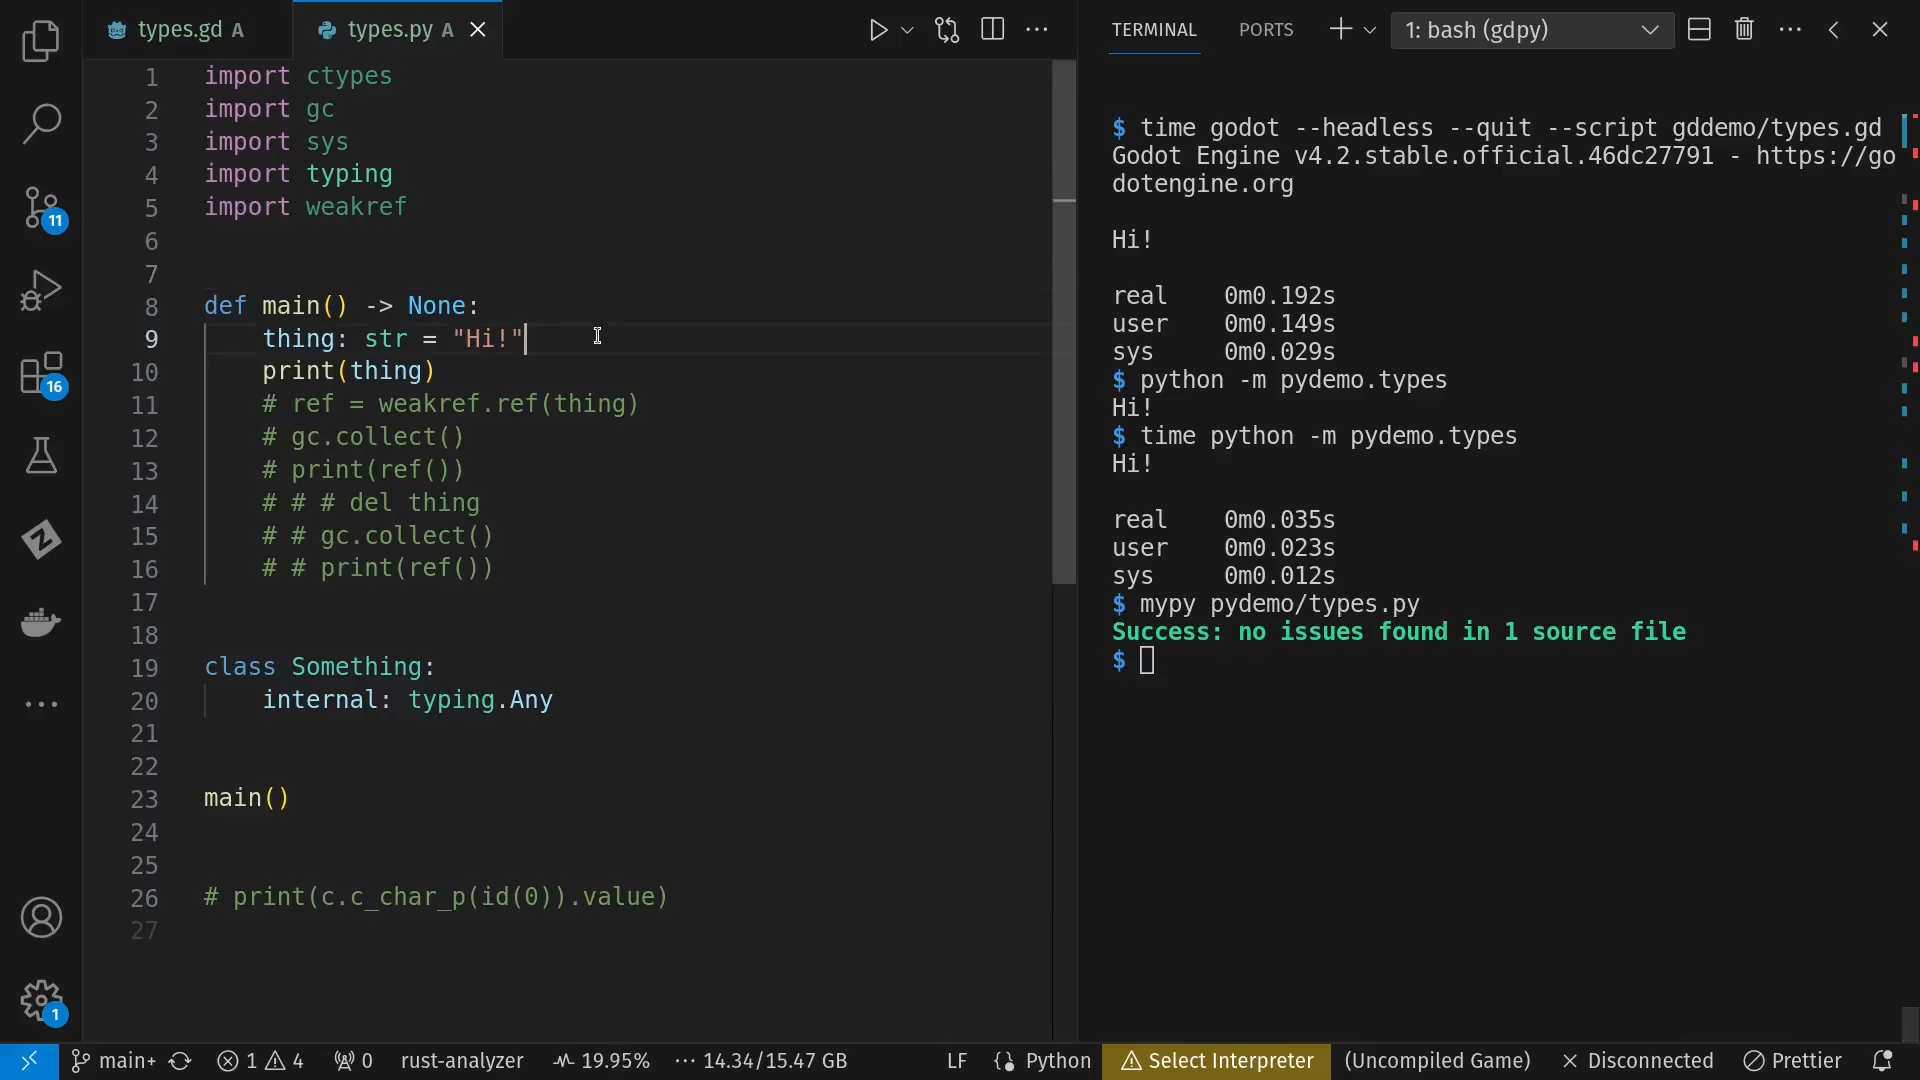 types.gd A
types.py A
1 import ctypes
2 import gc
3 import sys
4 import typing
5 import weakref
6
7
8 def main() -> None:
9 thing: str = "Hi!"
10 print(thing)
11 # ref = weakref.ref(thing)
12 # gc.collect()
13 # print(ref())
14 # # # del thing
15 # # gc.collect()
16 # # print(ref())
17
18
19 class Something:
20 internal: typing.Any
21
22
23 main()
24
25
26 # print(c.c_char_p(id(0)).value)
27
11
16
1
TERMINAL PORTS 1: bash (gdpy)
$ time godot --headless --quit --script gddemo/types.gd
Godot Engine v4.2.stable.official.46dc27791 - https://go
dotengine.org
Hi!
real 0m0.192s
user 0m0.149s
sys 0m0.029s
$ python -m pydemo.types
Hi!
$ time python -m pydemo.types
Hi!
real 0m0.035s
user 0m0.023s
sys 0m0.012s
$ mypy pydemo/types.py
Success: no issues found in 1 source file
$
main+ 1 4 0 rust-analyzer 19.95% 14.34/15.47 GB LF Python Select Interpreter (Uncompiled Game) Disconnected Prettier